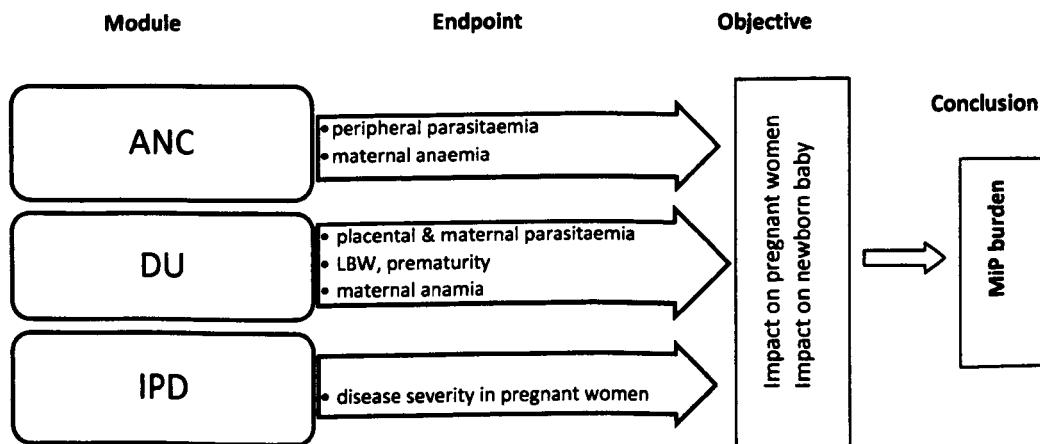 Module
Endpoint
Objective
Conclusion
ANC
• peripheral parasitaemia
• maternal anaemia
DU
• placental & maternal parasitaemia
• LBW, prematurity
• maternal anamia
IPD
• disease severity in pregnant women
Impact on pregnant women
Impact on newborn baby
MiP burden